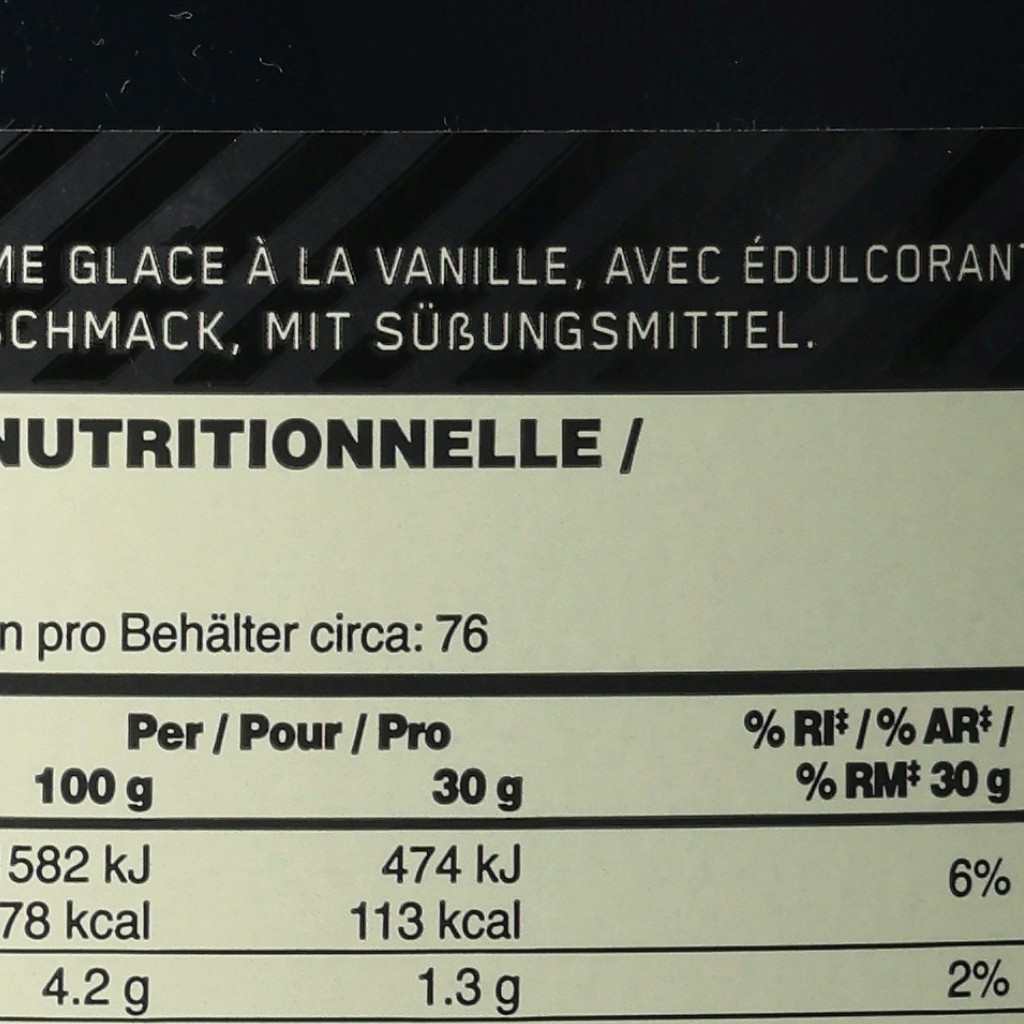 ME GLACE À LA VANILLE, AVEC ÉDULCORANT
SCHMACK, MIT SÜßUNGSMITTEL.
NUTRITIONNELLE /
n pro Behälter circa: 76
Per / Pour / Pro % RI‡ / % AR‡ /
100 g 30 g % RM‡ 30 g
582 kJ 474 kJ 6%
78 kcal 113 kcal
4.2 g 1.3 g 2%